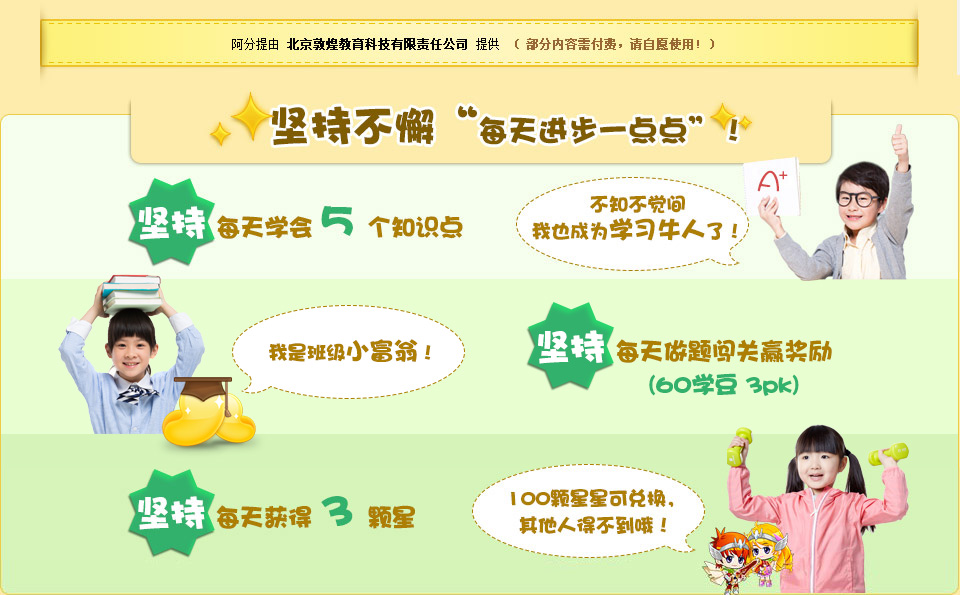 阿分提由 北京敦煌教育科技有限责任公司 提供 （ 部分内容需付费，请自愿使用！）
坚持不懈“每天进步一点点”！
A+
坚持 每天学会 5 个知识点
不知不觉间
我也成为学习牛人了！
我是班级小富翁！
坚持 每天做题闯关赢奖励
(60学豆 3pk)
坚持 每天获得 3 颗星
100颗星星可兑换，
其他人得不到哦！